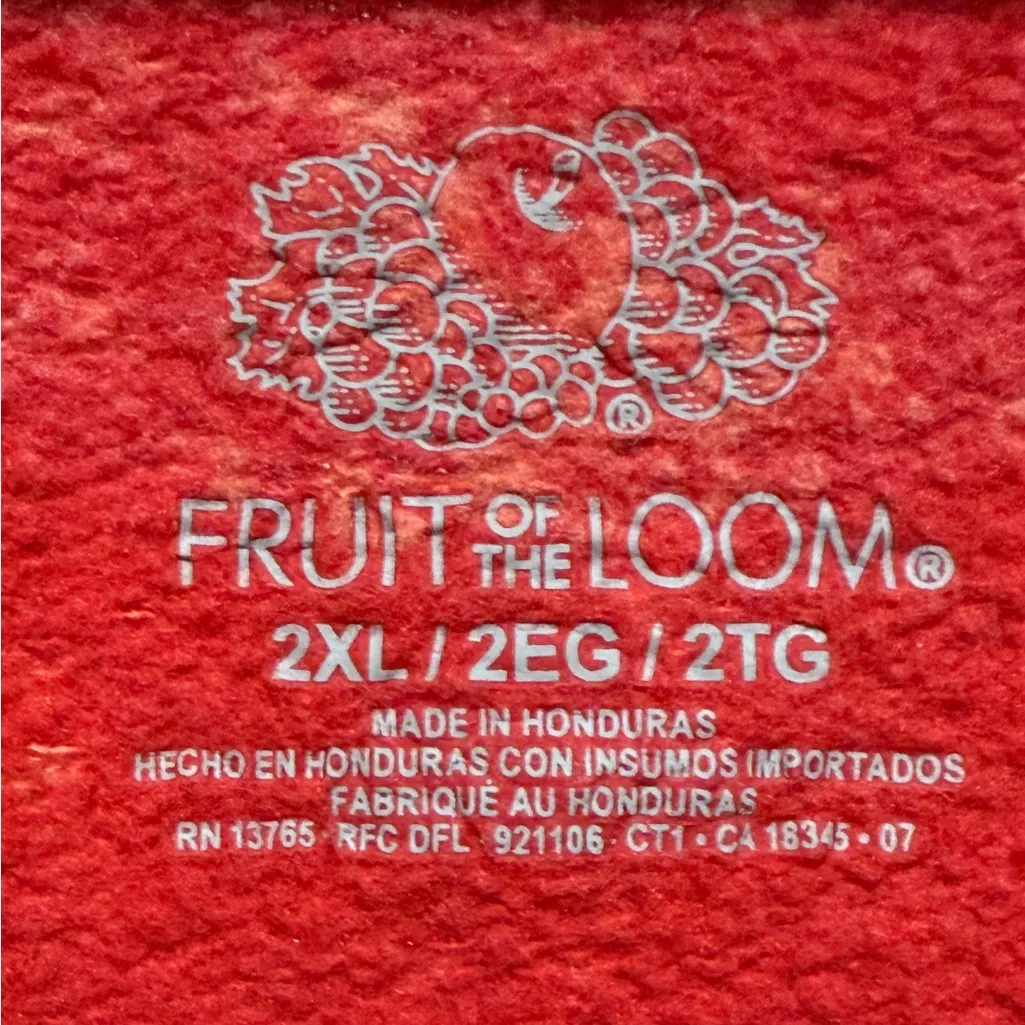 ®
FRUIT OF THE LOOM®
2XL / 2EG / 2TG
MADE IN HONDURAS
HECHO EN HONDURAS CON INSUMOS IMPORTADOS
FABRIQUÉ AU HONDURAS
RN 13765 · RFC DFL · 921106 · CT1 • CA 18345 • 07